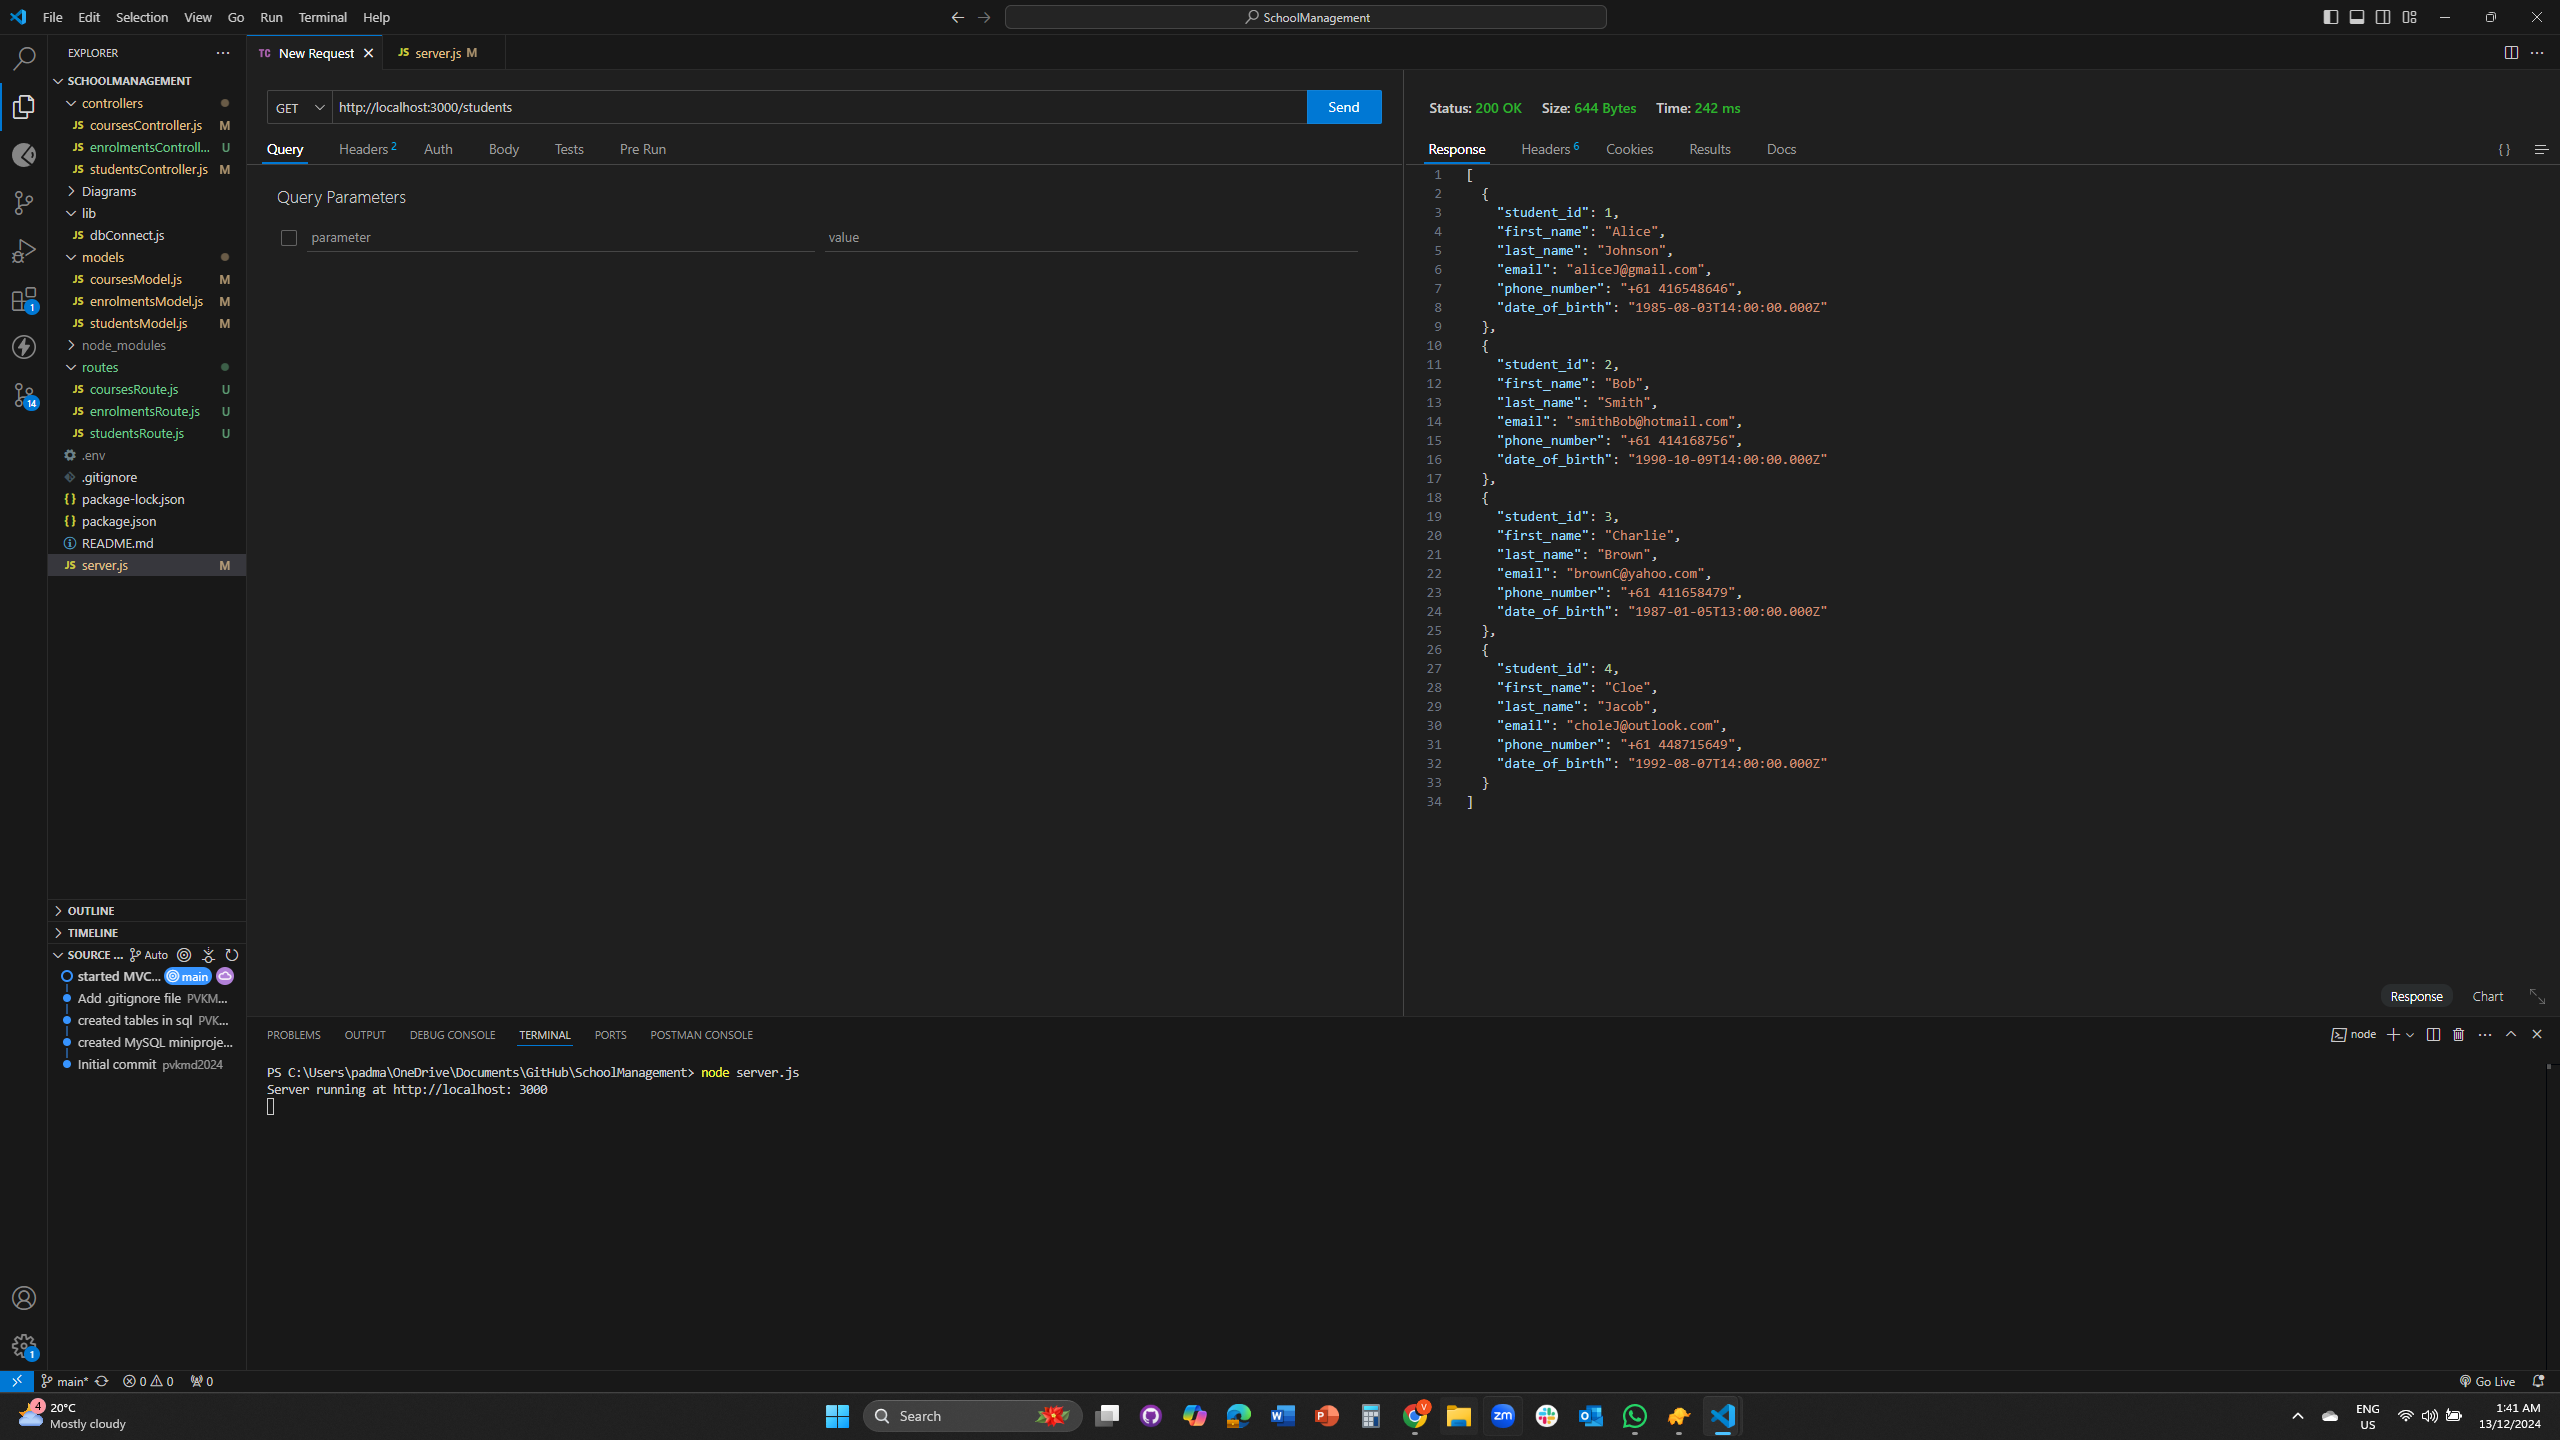 File Edit Selection View Go Run Terminal Help
SchoolManagement
EXPLORER
SCHOOLMANAGEMENT
controllers
JS coursesController.js M
JS enrolmentsControll... U
JS studentsController.js M
Diagrams
lib
JS dbConnect.js
models
JS coursesModel.js M
JS enrolmentsModel.js M
JS studentsModel.js M
node_modules
routes
JS coursesRoute.js U
JS enrolmentsRoute.js U
JS studentsRoute.js U
.env
.gitignore
{} package-lock.json
{} package.json
README.md
JS server.js M
OUTLINE
TIMELINE
SOURCE ... Auto
started MVC... main
Add .gitignore file PVKM...
created tables in sql PVK...
created MySQL miniproje...
Initial commit pvkmd2024
1
14
1
TC New Request
JS server.js M
GET http://localhost:3000/students Send
Query Headers 2 Auth Body Tests Pre Run
Query Parameters
parameter value
Status: 200 OK Size: 644 Bytes Time: 242 ms
Response Headers 6 Cookies Results Docs { }
1 [
2 {
3 "student_id": 1,
4 "first_name": "Alice",
5 "last_name": "Johnson",
6 "email": "aliceJ@gmail.com",
7 "phone_number": "+61 416548646",
8 "date_of_birth": "1985-08-03T14:00:00.000Z"
9 },
10 {
11 "student_id": 2,
12 "first_name": "Bob",
13 "last_name": "Smith",
14 "email": "smithBob@hotmail.com",
15 "phone_number": "+61 414168756",
16 "date_of_birth": "1990-10-09T14:00:00.000Z"
17 },
18 {
19 "student_id": 3,
20 "first_name": "Charlie",
21 "last_name": "Brown",
22 "email": "brownC@yahoo.com",
23 "phone_number": "+61 411658479",
24 "date_of_birth": "1987-01-05T13:00:00.000Z"
25 },
26 {
27 "student_id": 4,
28 "first_name": "Cloe",
29 "last_name": "Jacob",
30 "email": "choleJ@outlook.com",
31 "phone_number": "+61 448715649",
32 "date_of_birth": "1992-08-07T14:00:00.000Z"
33 }
34 ]
Response Chart
PROBLEMS OUTPUT DEBUG CONSOLE TERMINAL PORTS POSTMAN CONSOLE
node
PS C:\Users\padma\OneDrive\Documents\GitHub\SchoolManagement> node server.js
Server running at http://localhost: 3000
main* 0 0 0
Go Live
4 20°C
Mostly cloudy
Search
V
zm
ENG
US
1:41 AM
13/12/2024